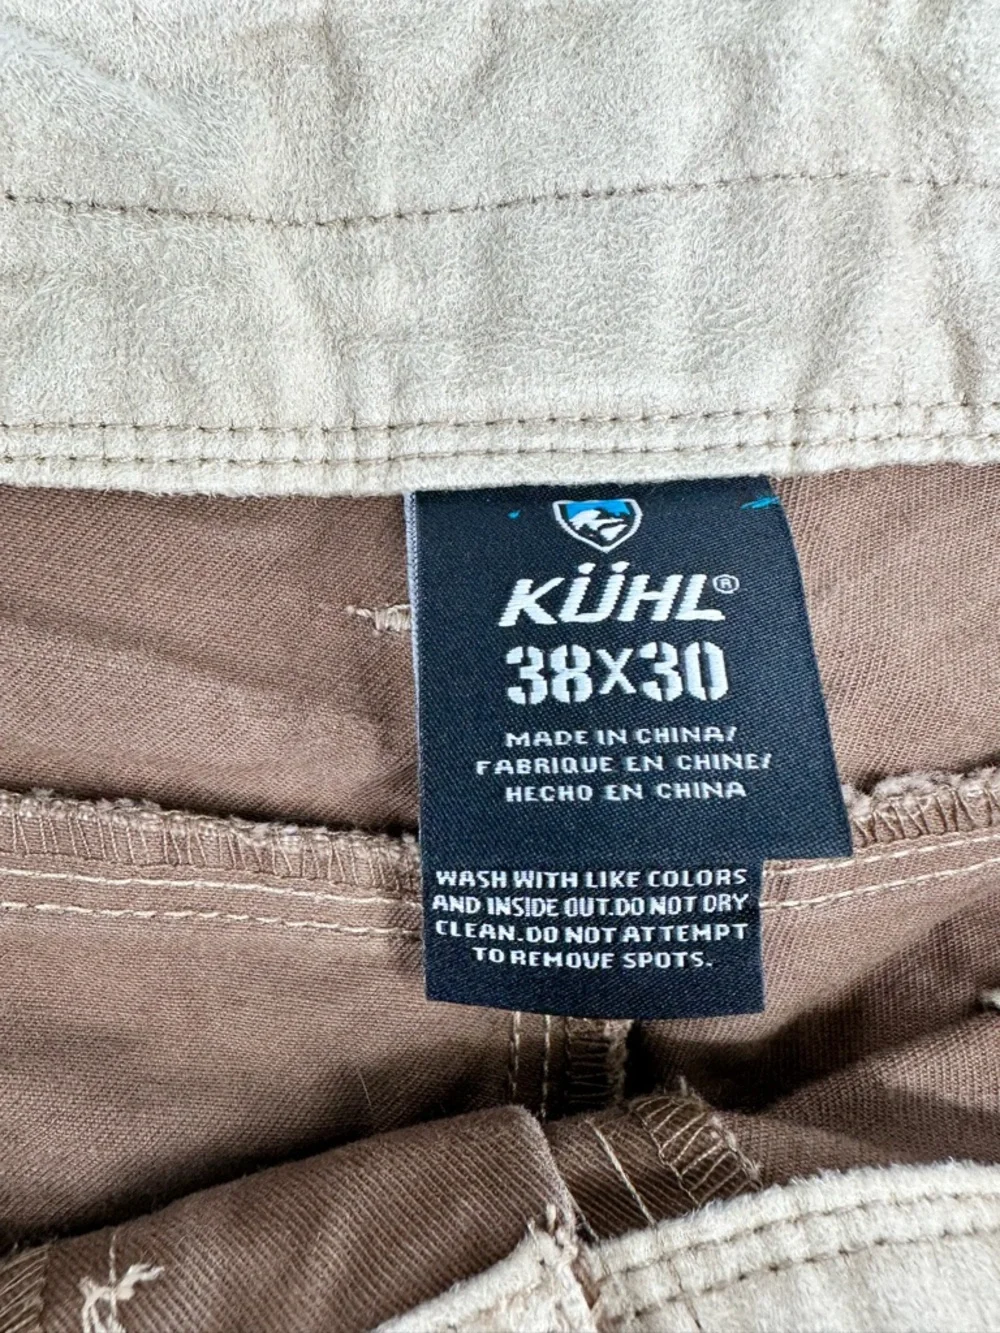 KÜHL®
38X30
MADE IN CHINA/
FABRIQUE EN CHINE/
HECHO EN CHINA
WASH WITH LIKE COLORS
AND INSIDE OUT.DO NOT DRY
CLEAN.DO NOT ATTEMPT
TO REMOVE SPOTS.